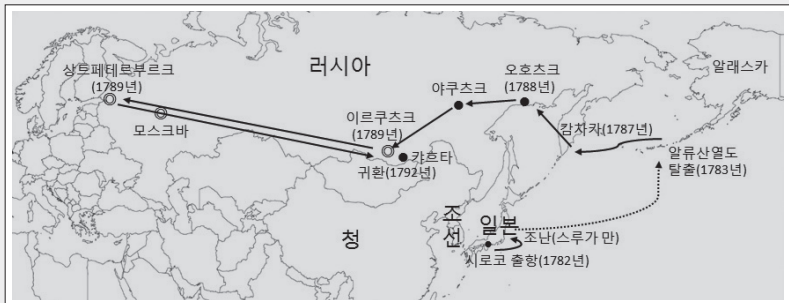 러시아
알래스카
상트페테르부르크
(1789년)
모스크바
이르쿠츠크
(1789년)
야쿠츠크
오호츠크
(1788년)
캄차카(1787년)
알류산열도
탈출(1783년)
캬흐타
귀환(1792년)
청
조선
일본
조난(스루가 만)
시로코 출항(1782년)